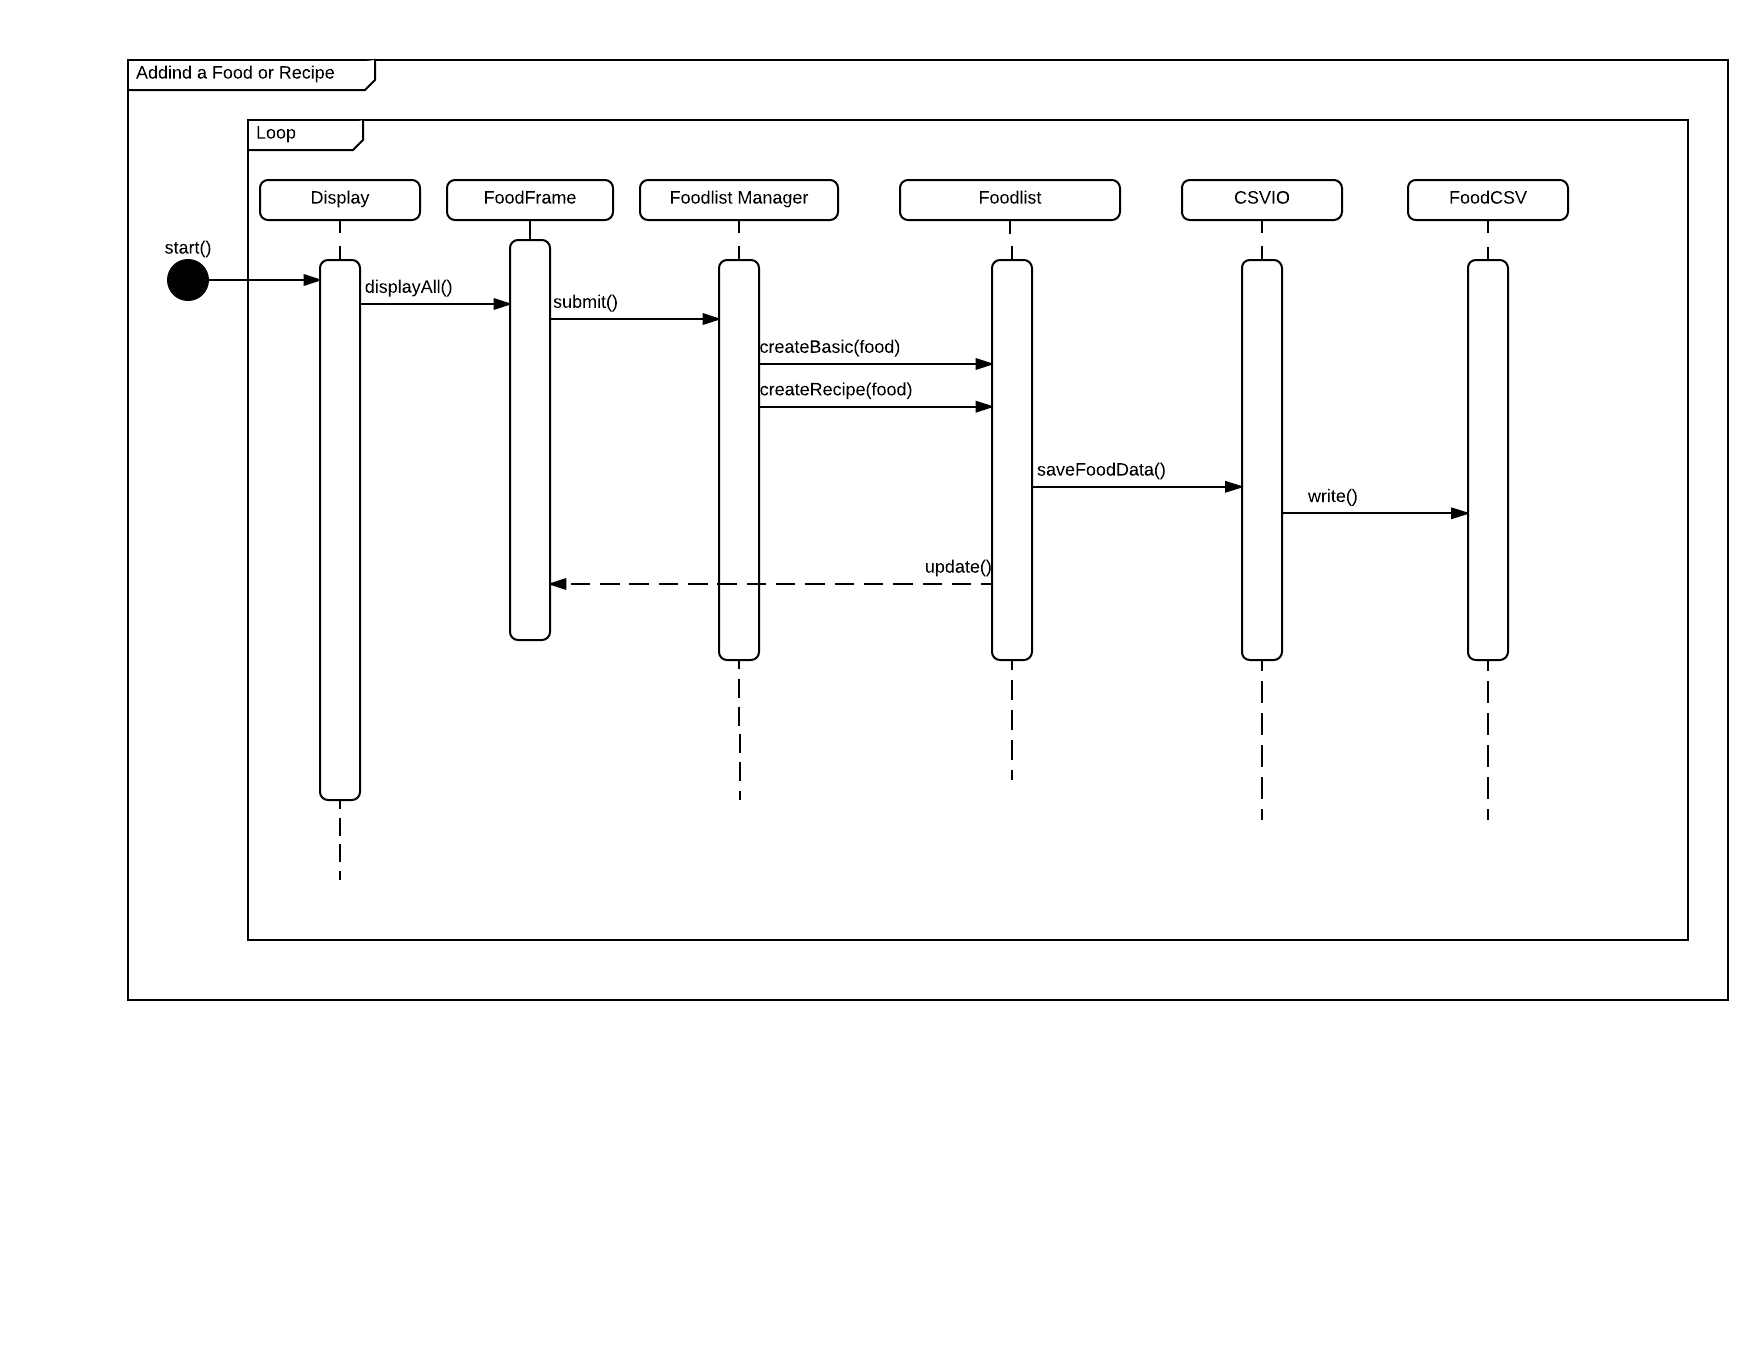 Addind a Food or Recipe
Loop
Display
FoodFrame
Foodlist Manager
Foodlist
CSVIO
FoodCSV
start()
displayAll()
submit()
createBasic(food)
createRecipe(food)
saveFoodData()
write()
update()